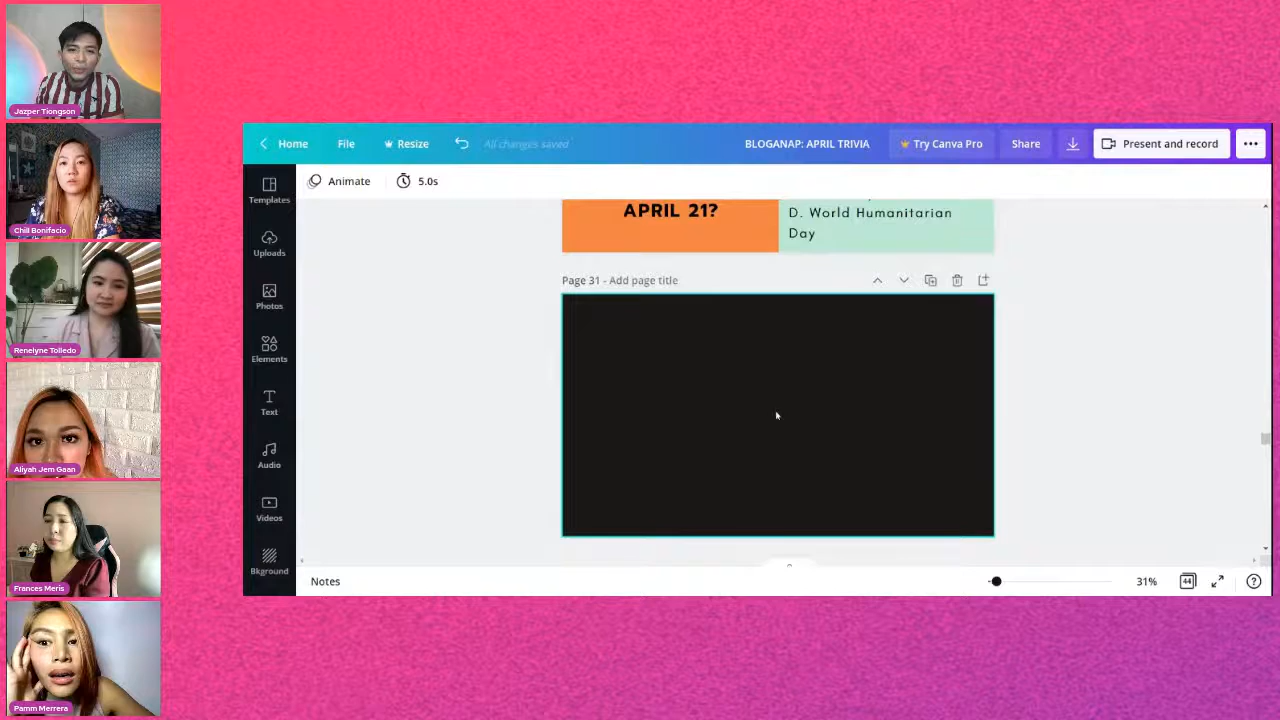 Jazper Tiongson
Chill Bonifacio
Renelyne Tolledo
Aliyah Jem Gaan
Frances Meris
Pamm Merrera
Home File Resize All changes saved BLOGANAP: APRIL TRIVIA Try Canva Pro Share Present and record
Animate 5.0s
Templates
Uploads
Photos
Elements
Text
Audio
Videos
Bkground
APRIL 21?
D. World Humanitarian
Day
Page 31 - Add page title
Notes 31% 44